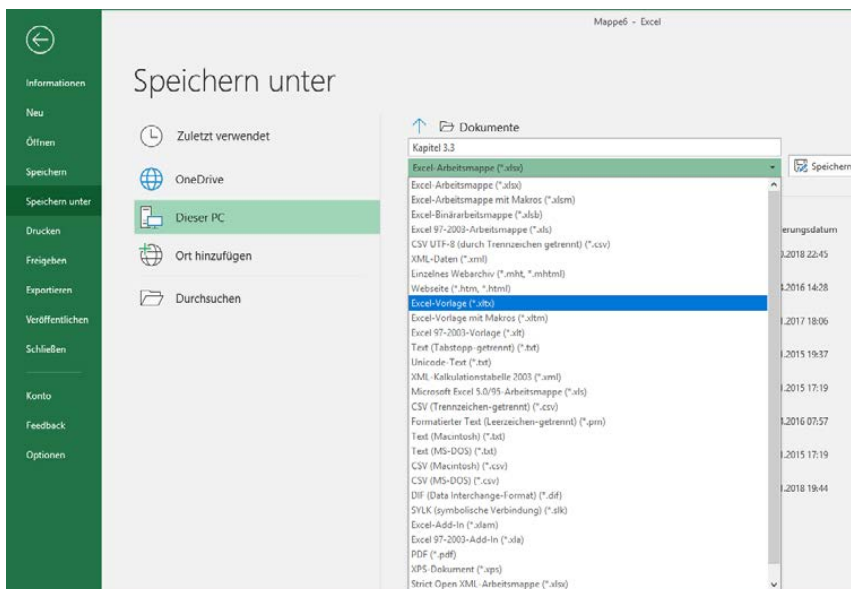 Mappe6 - Excel
Informationen
Neu
Öffnen
Speichern
Speichern unter
Drucken
Freigeben
Exportieren
Veröffentlichen
Schließen
Konto
Feedback
Optionen
Speichern unter
Zuletzt verwendet
OneDrive
Dieser PC
Ort hinzufügen
Durchsuchen
Dokumente
Kapitel 3.3
Excel-Arbeitsmappe (*.xlsx)
Speichern
Excel-Arbeitsmappe (*.xlsx)
Excel-Arbeitsmappe mit Makros (*.xlsm)
Excel-Binärarbeitsmappe (*.xlsb)
Excel 97-2003-Arbeitsmappe (*.xls)
CSV UTF-8 (durch Trennzeichen getrennt) (*.csv)
XML-Daten (*.xml)
Einzelnes Webarchiv (*.mht, *.mhtml)
Webseite (*.htm, *.html)
Excel-Vorlage (*.xltx)
Excel-Vorlage mit Makros (*.xltm)
Excel 97-2003-Vorlage (*.xlt)
Text (Tabstopp-getrennt) (*.txt)
Unicode-Text (*.txt)
XML-Kalkulationstabelle 2003 (*.xml)
Microsoft Excel 5.0/95-Arbeitsmappe (*.xls)
CSV (Trennzeichen-getrennt) (*.csv)
Formatierter Text (Leerzeichen-getrennt) (*.prn)
Text (Macintosh) (*.txt)
Text (MS-DOS) (*.txt)
CSV (Macintosh) (*.csv)
CSV (MS-DOS) (*.csv)
DIF (Data Interchange-Format) (*.dif)
SYLK (symbolische Verbindung) (*.slk)
Excel-Add-In (*.xlam)
Excel 97-2003-Add-In (*.xla)
PDF (*.pdf)
XPS-Dokument (*.xps)
Strict Open XML-Arbeitsmappe (*.xlsx)
erungsdatum
.2018 22:45
.2016 14:28
.2017 18:06
.2015 19:37
.2015 17:19
.2016 07:57
.2015 17:19
.2018 19:44